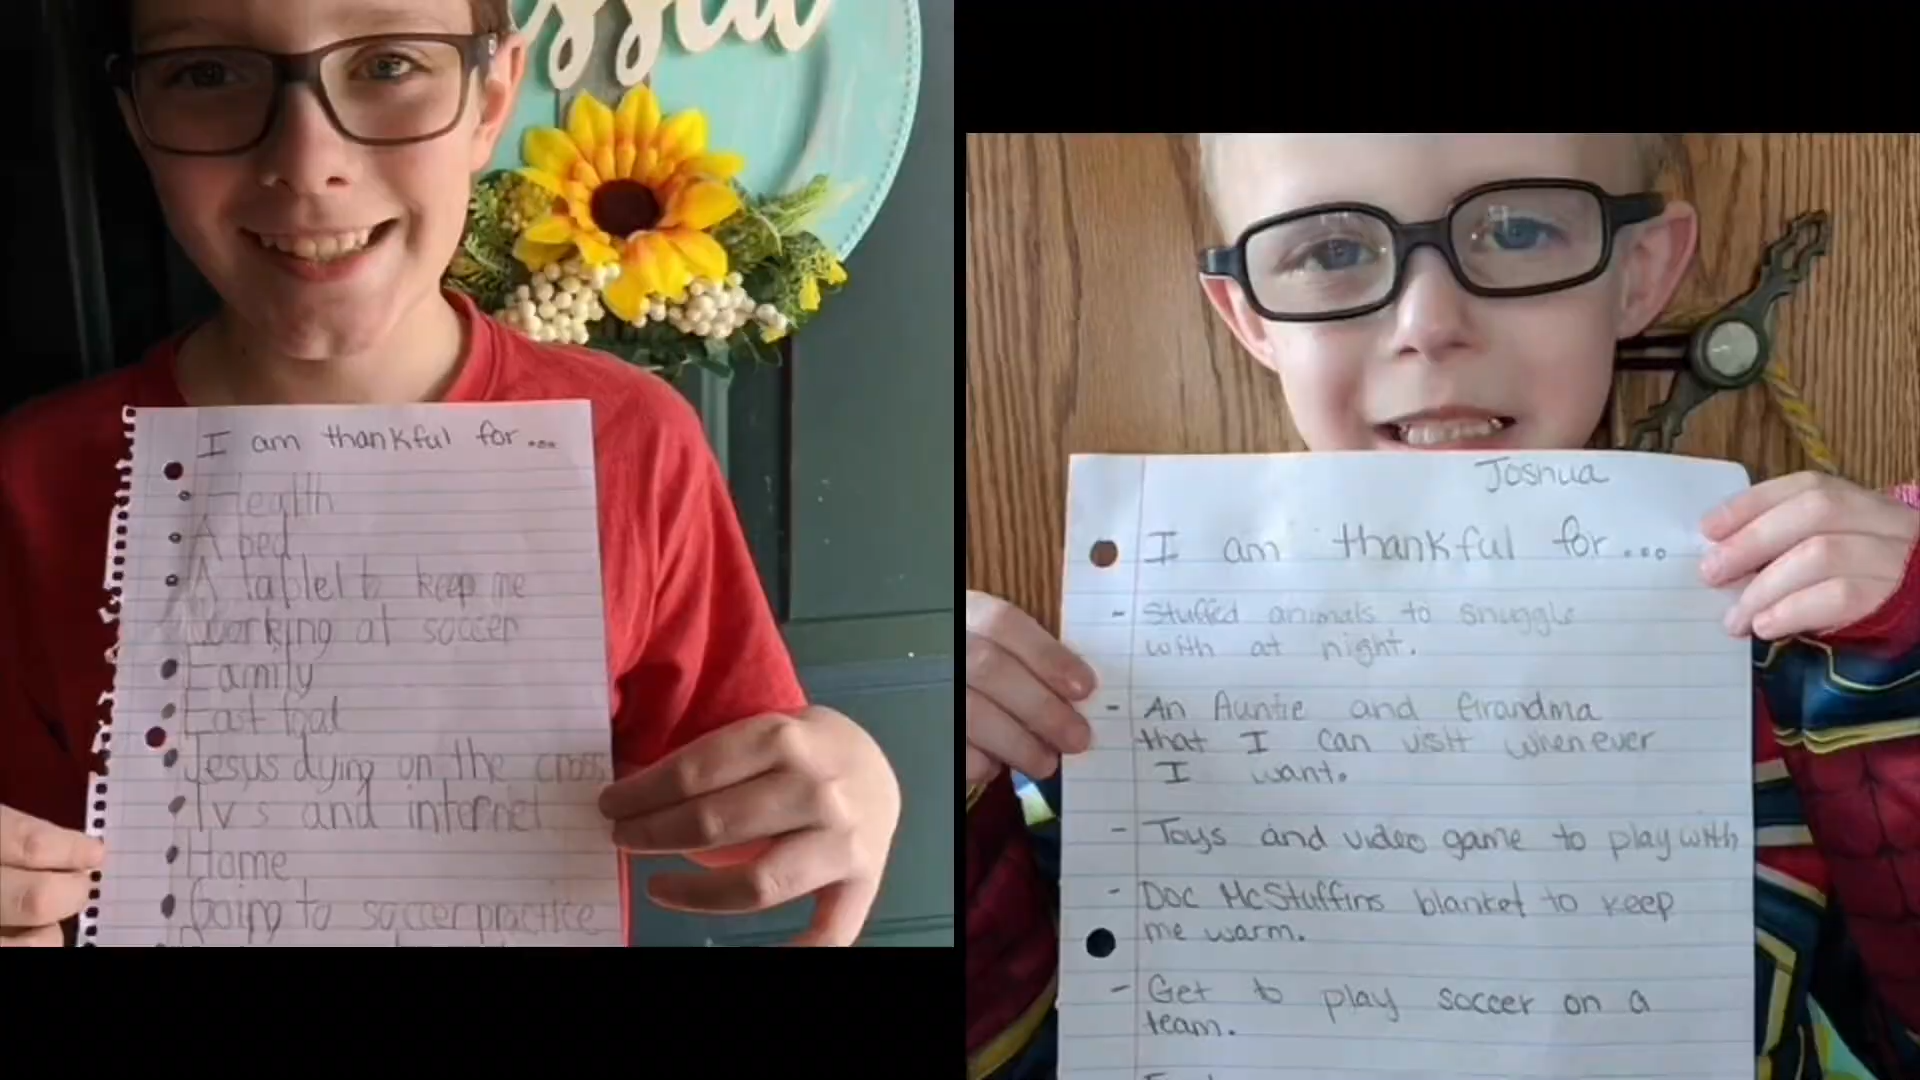 I am thankful for...
Health
A bed
A tablet to keep me
working at soccer
Family
East foal
Jesus dying on the cross
Tv s and internet
Home
Going to soccer practice
Joshua
I am thankful for...
- Stuffed animals to snuggle
with at night.
- An Auntie and Grandma
that I can visit whenever
I want.
- Toys and video game to play with
- Doc McStuffins blanket to keep
me warm.
- Get to play soccer on a
team.